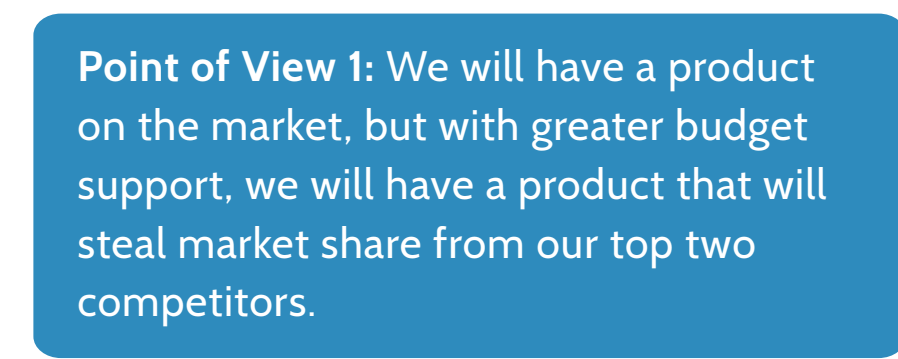 Point of View 1: We will have a product
on the market, but with greater budget
support, we will have a product that will
steal market share from our top two
competitors.